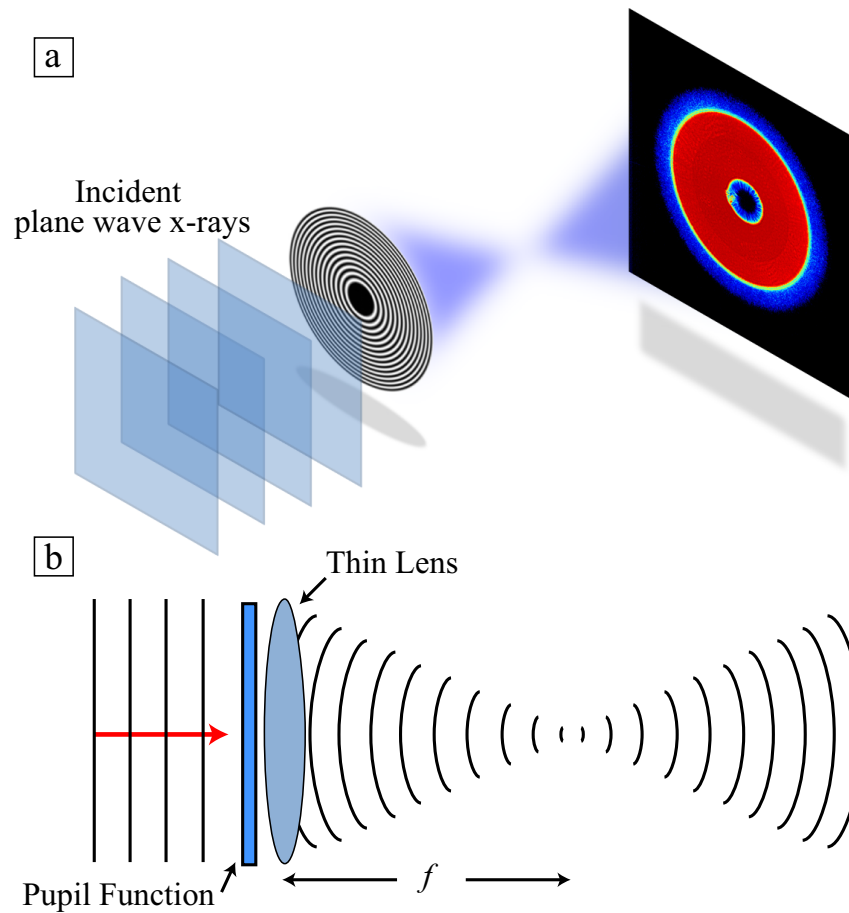 a
Incident
plane wave x-rays
b
Thin Lens
f
Pupil Function